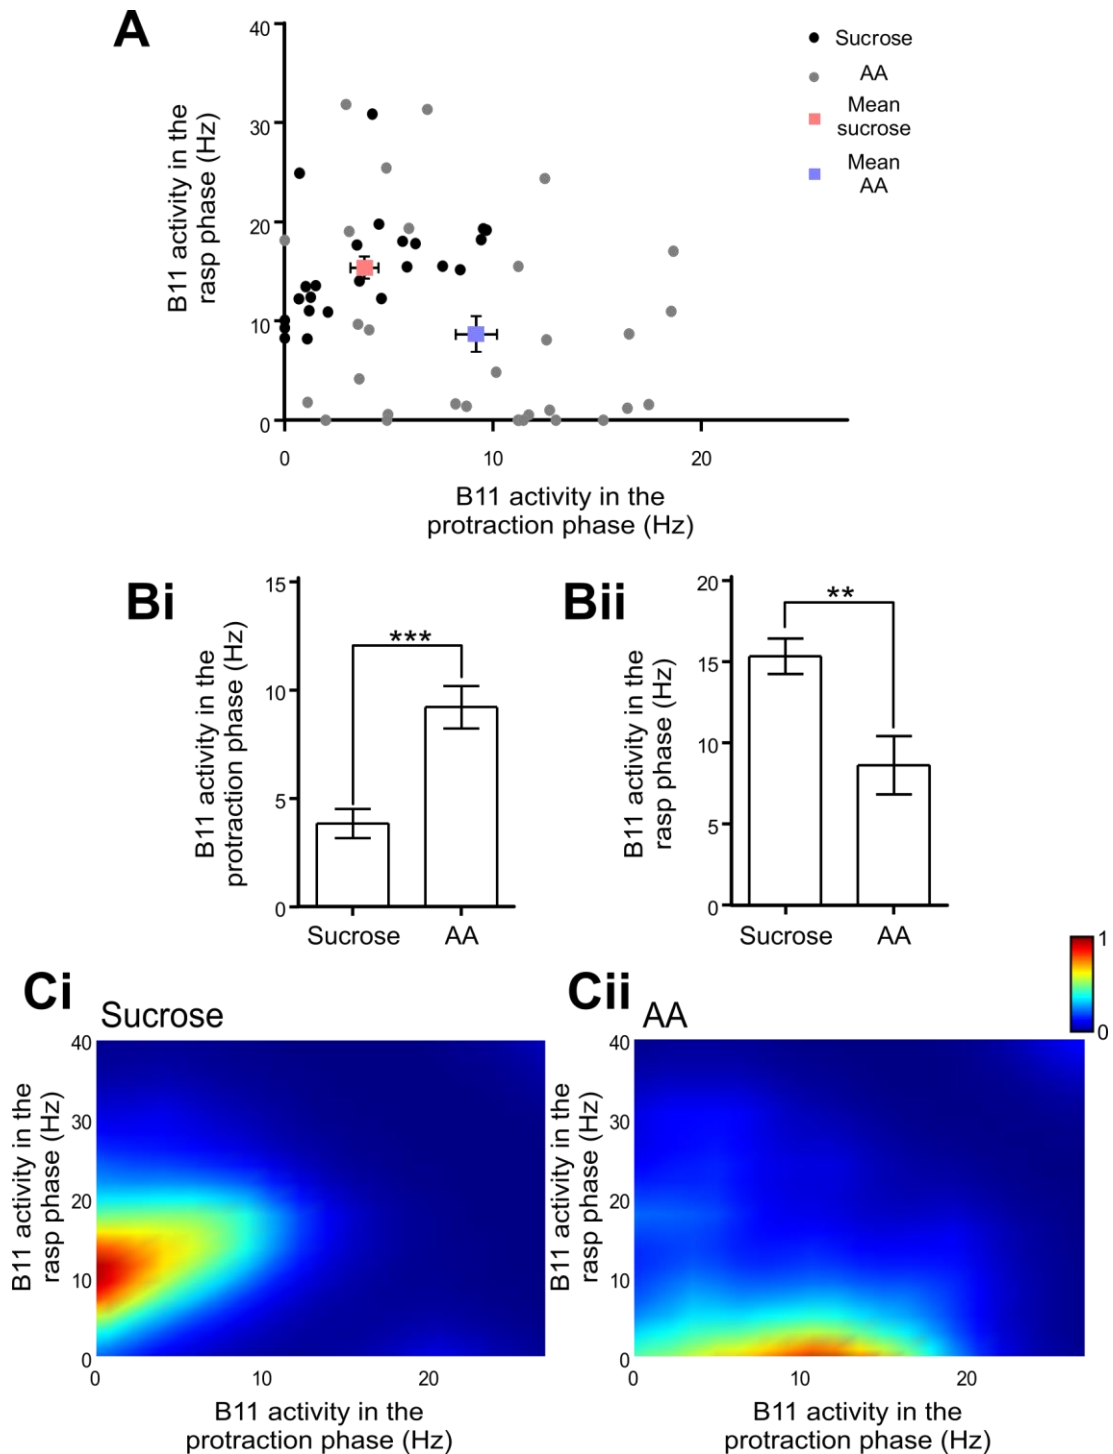 A
40
30
20
10
0
0
10
20
B11 activity in the
rasp phase (Hz)
B11 activity in the
protraction phase (Hz)
Sucrose
AA
Mean
sucrose
Mean
AA
Bi
15
10
5
0
B11 activity in the
protraction phase (Hz)
***
Sucrose
AA
Bii
20
15
10
5
0
B11 activity in the
rasp phase (Hz)
**
Sucrose
AA
1
0
Ci
Sucrose
40
30
20
10
0
0
10
20
B11 activity in the
rasp phase (Hz)
B11 activity in the
protraction phase (Hz)
Cii
AA
40
30
20
10
0
0
10
20
B11 activity in the
rasp phase (Hz)
B11 activity in the
protraction phase (Hz)